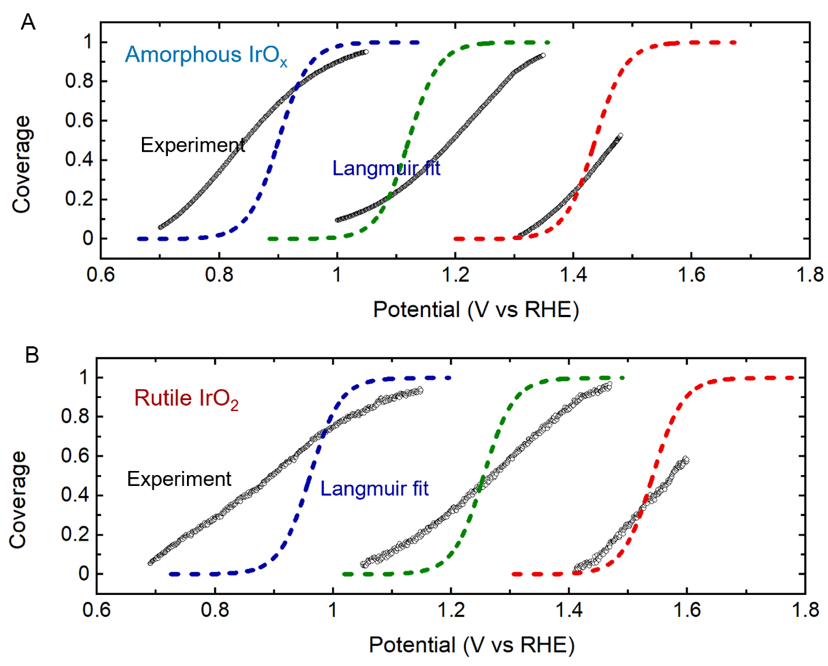 A
Amorphous IrOx
Experiment
Langmuir fit
Coverage
1
0.8
0.6
0.4
0.2
0
0.6 0.8 1 1.2 1.4 1.6 1.8
Potential (V vs RHE)
B
Rutile IrO2
Experiment
Langmuir fit
Coverage
1
0.8
0.6
0.4
0.2
0
0.6 0.8 1 1.2 1.4 1.6 1.8
Potential (V vs RHE)